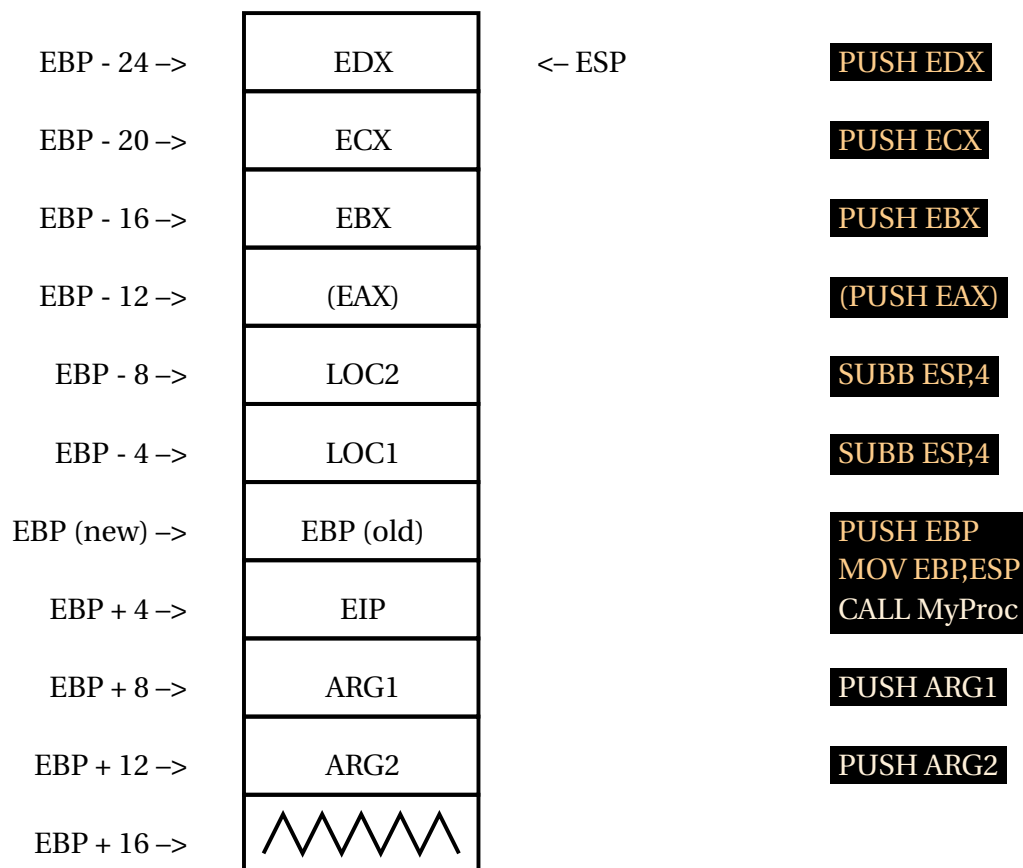 EBP - 24 –> EDX <– ESP PUSH EDX
EBP - 20 –> ECX PUSH ECX
EBP - 16 –> EBX PUSH EBX
EBP - 12 –> (EAX) (PUSH EAX)
EBP - 8 –> LOC2 SUBB ESP,4
EBP - 4 –> LOC1 SUBB ESP,4
EBP (new) –> EBP (old) PUSH EBP
MOV EBP,ESP
EBP + 4 –> EIP CALL MyProc
EBP + 8 –> ARG1 PUSH ARG1
EBP + 12 –> ARG2 PUSH ARG2
EBP + 16 –>